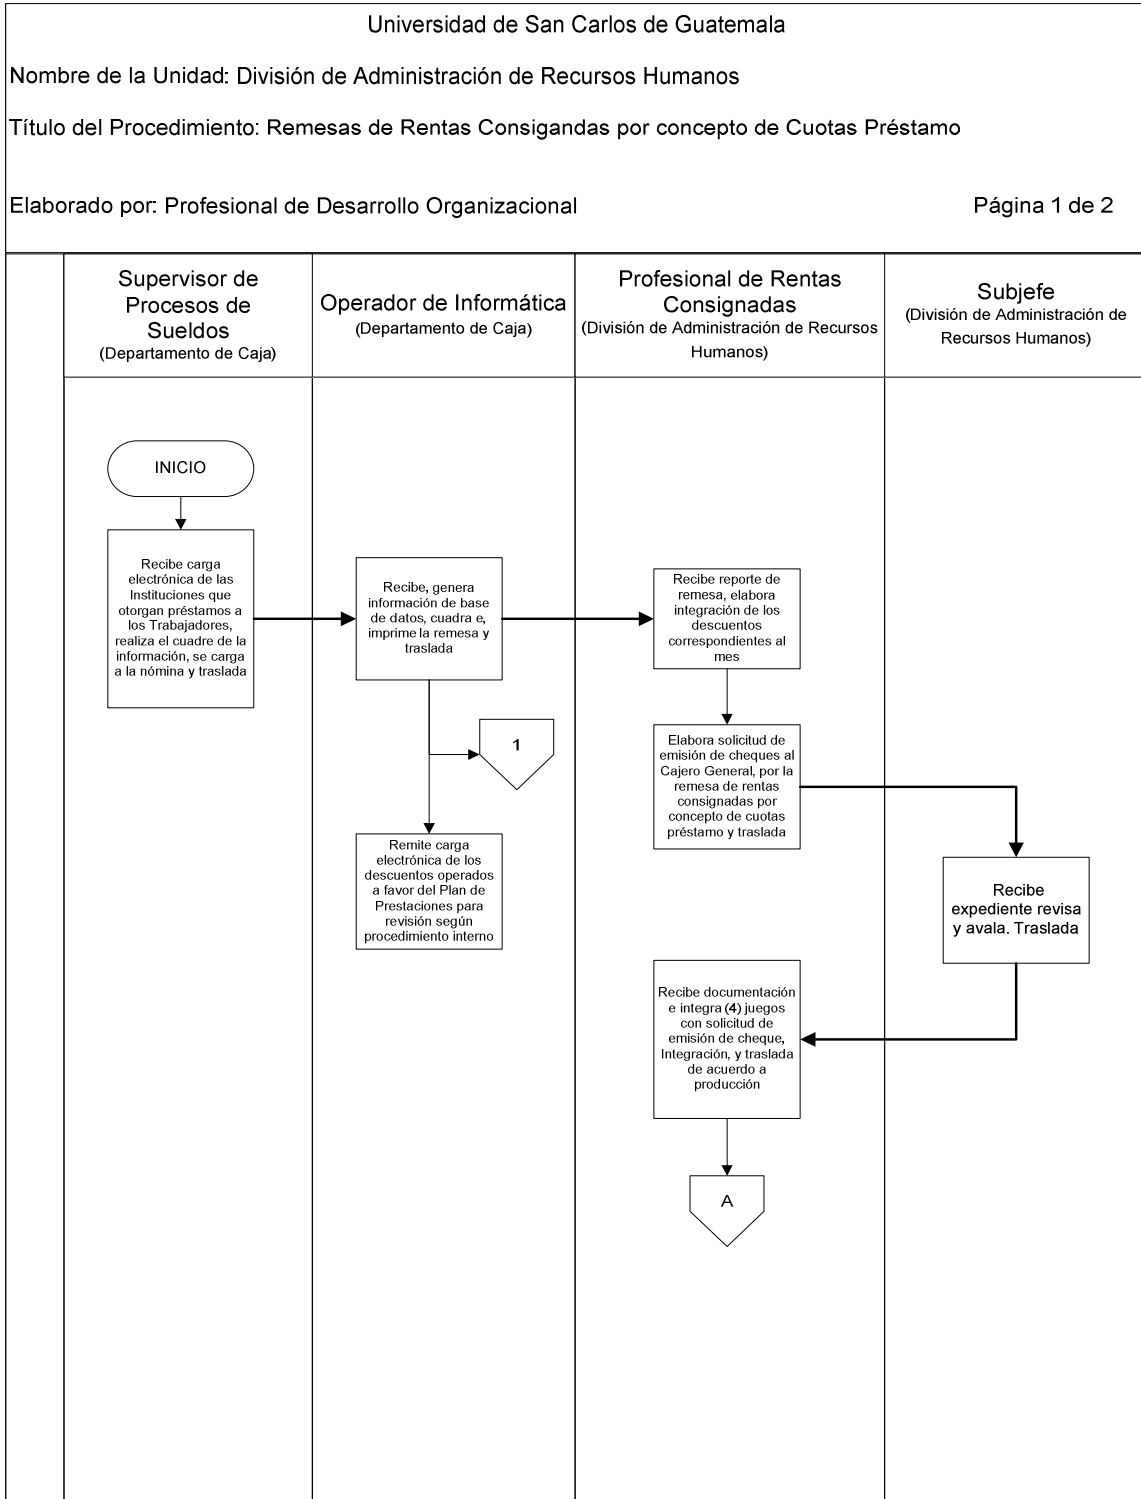 Universidad de San Carlos de Guatemala
Nombre de la Unidad: División de Administración de Recursos Humanos
Título del Procedimiento: Remesas de Rentas Consigandas por concepto de Cuotas Préstamo
Elaborado por: Profesional de Desarrollo Organizacional
Página 1 de 2
Supervisor de
Procesos de
Sueldos
(Departamento de Caja)
Operador de Informática
(Departamento de Caja)
Profesional de Rentas
Consignadas
(División de Administración de Recursos
Humanos)
Subjefe
(División de Administración de
Recursos Humanos)
INICIO
Recibe carga
electrónica de las
Instituciones que
otorgan préstamos a
los Trabajadores,
realiza el cuadre de la
información, se carga
a la nómina y traslada
Recibe, genera
información de base
de datos, cuadra e,
imprime la remesa y
traslada
Recibe reporte de
remesa, elabora
integración de los
descuentos
correspondientes al
mes
1
Elabora solicitud de
emisión de cheques al
Cajero General, por la
remesa de rentas
consignadas por
concepto de cuotas
préstamo y traslada
Remite carga
electrónica de los
descuentos operados
a favor del Plan de
Prestaciones para
revisión según
procedimiento interno
Recibe
expediente revisa
y avala. Traslada
Recibe documentación
e integra (4) juegos
con solicitud de
emisión de cheque,
Integración, y traslada
de acuerdo a
producción
A